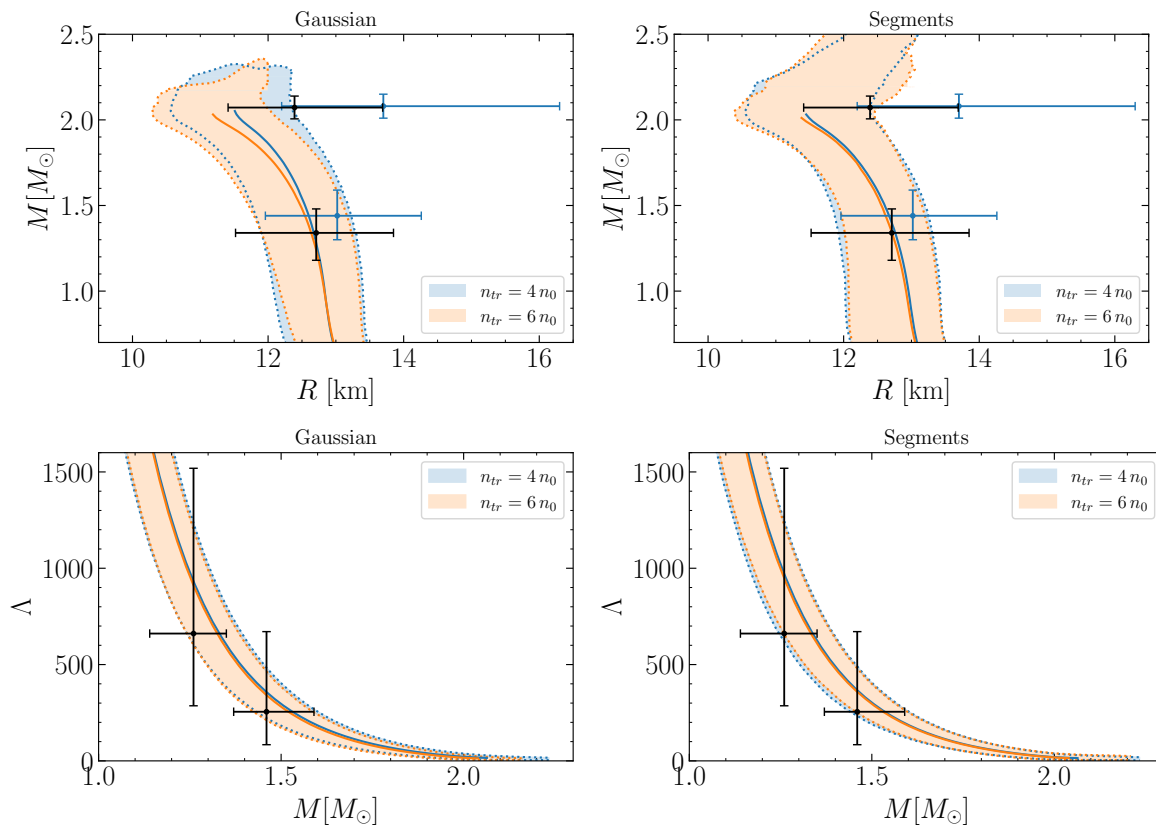 Gaussian
2.5
2.0
1.5
1.0
M[M⊙]
10
12
14
16
R [km]
n_tr = 4 n_0
n_tr = 6 n_0
Segments
2.5
2.0
1.5
1.0
M[M⊙]
10
12
14
16
R [km]
n_tr = 4 n_0
n_tr = 6 n_0
Gaussian
1500
1000
500
0
Λ
1.0
1.5
2.0
M[M⊙]
n_tr = 4 n_0
n_tr = 6 n_0
Segments
1500
1000
500
0
Λ
1.0
1.5
2.0
M[M⊙]
n_tr = 4 n_0
n_tr = 6 n_0